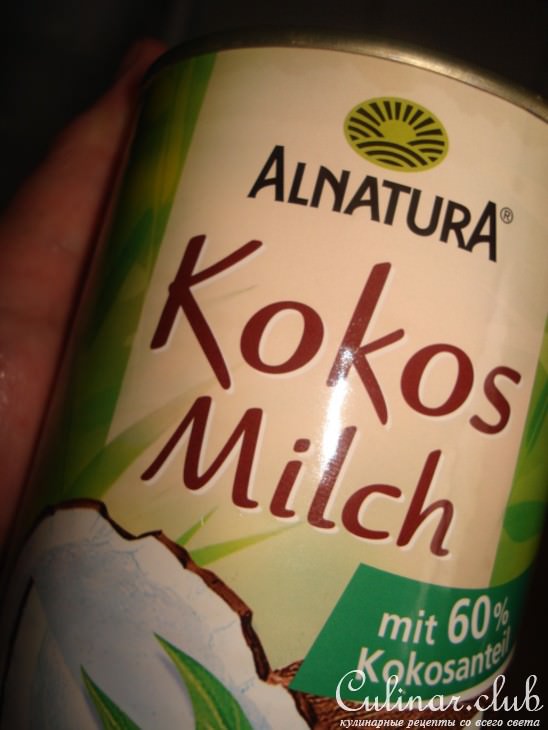 ALNATURA®
Kokos
Milch
mit 60%
Kokosanteil
Culinar.club
кулинарные рецепты со всего света